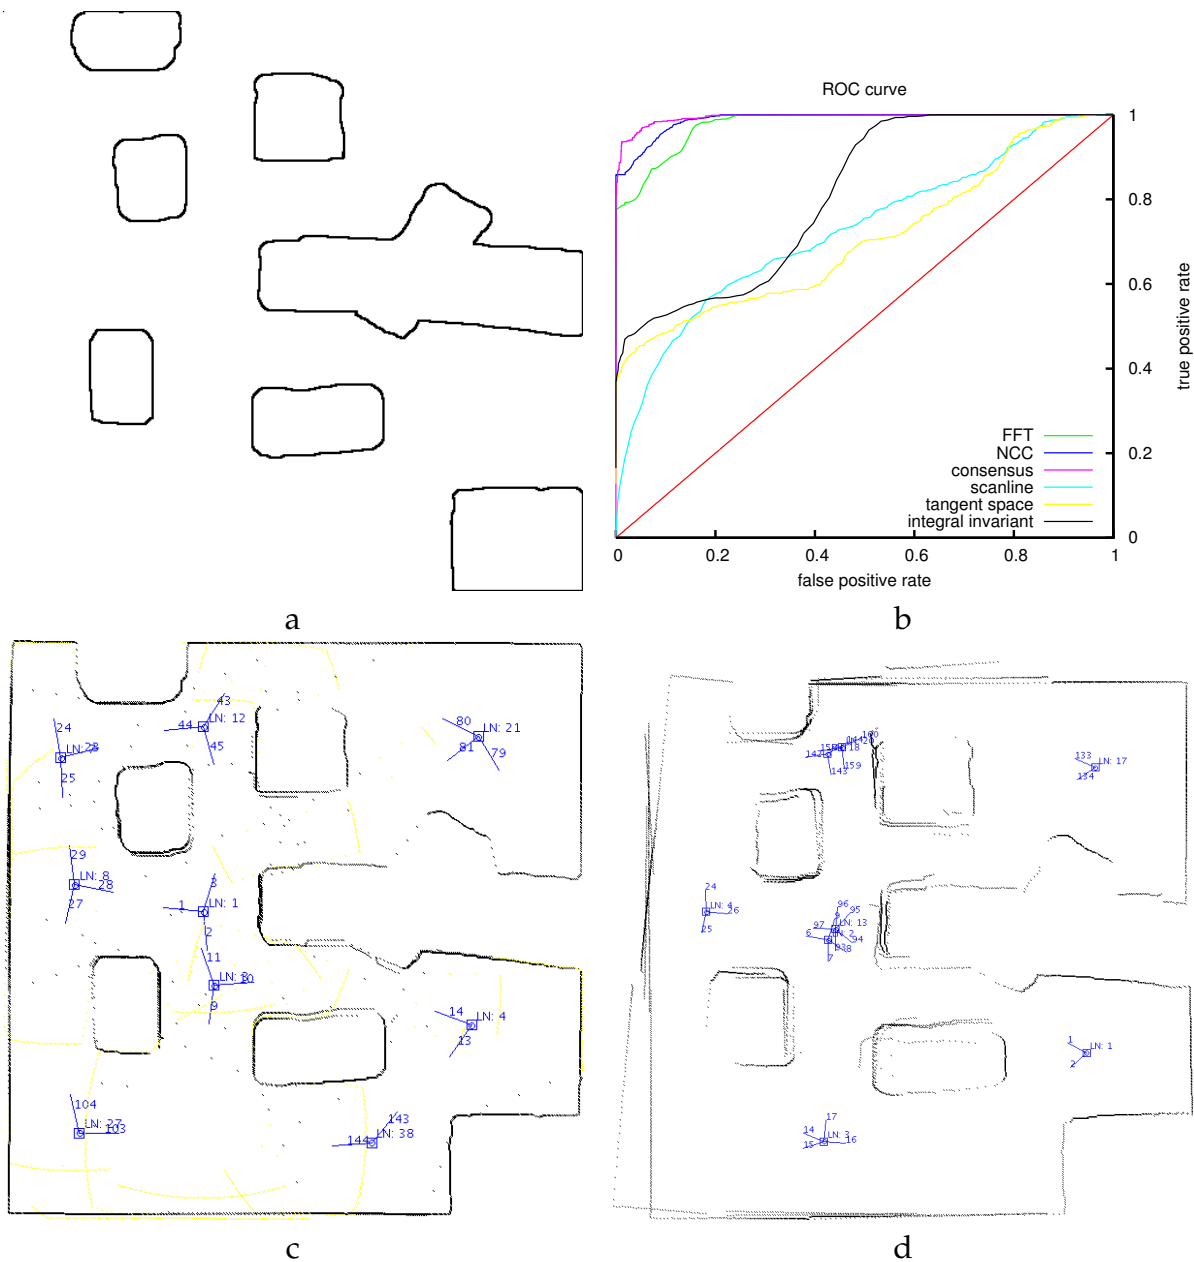 ROC curve
1
0.8
0.6
0.4
0.2
0
true positive rate
FFT
NCC
consensus
scanline
tangent space
integral invariant
0 0.2 0.4 0.6 0.8 1
false positive rate
a b
43
44 LN: 12
45
24
25
80 LN: 21
81 79
29
LN: 8
28
27
3
1 LN: 1
2
11
9
14 LN: 4
13
104
103
143
144 LN: 38
c
159
133 LN: 17
134
24
LN: 4 26
25
96 95
97 LN: 13
6 94
7
1 LN: 1
2
17
14 LN: 3
15 16
d